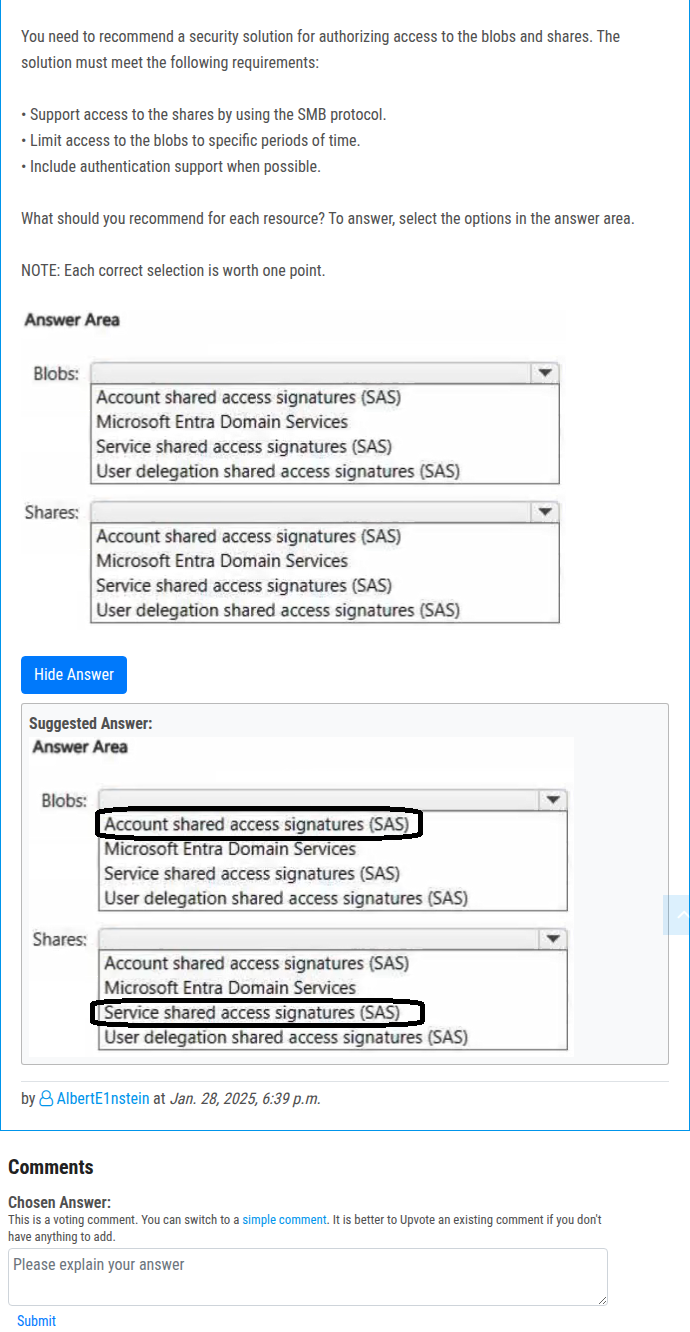 You need to recommend a security solution for authorizing access to the blobs and shares. The
solution must meet the following requirements:
• Support access to the shares by using the SMB protocol.
• Limit access to the blobs to specific periods of time.
• Include authentication support when possible.
What should you recommend for each resource? To answer, select the options in the answer area.
NOTE: Each correct selection is worth one point.
Answer Area
Blobs:
Account shared access signatures (SAS)
Microsoft Entra Domain Services
Service shared access signatures (SAS)
User delegation shared access signatures (SAS)
Shares:
Account shared access signatures (SAS)
Microsoft Entra Domain Services
Service shared access signatures (SAS)
User delegation shared access signatures (SAS)
Hide Answer
Suggested Answer:
Answer Area
Blobs:
Account shared access signatures (SAS)
Microsoft Entra Domain Services
Service shared access signatures (SAS)
User delegation shared access signatures (SAS)
Shares:
Account shared access signatures (SAS)
Microsoft Entra Domain Services
Service shared access signatures (SAS)
User delegation shared access signatures (SAS)
by AlbertE1nstein at Jan. 28, 2025, 6:39 p.m.
Comments
Chosen Answer:
This is a voting comment. You can switch to a simple comment. It is better to Upvote an existing comment if you don't
have anything to add.
Please explain your answer
Submit